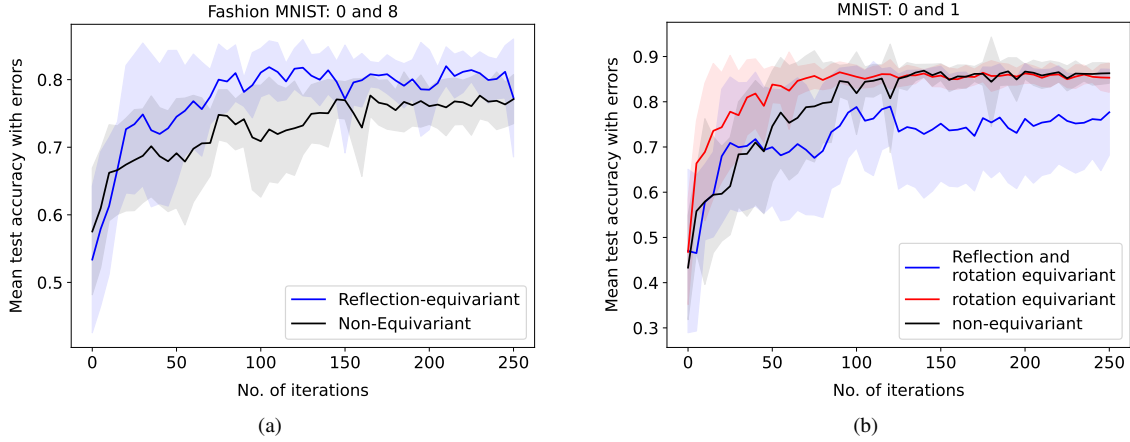 Fashion MNIST: 0 and 8
Mean test accuracy with errors
0.8
0.7
0.6
0.5
Reflection-equivariant
Non-Equivariant
0
50
100
150
200
250
No. of iterations
(a)
MNIST: 0 and 1
Mean test accuracy with errors
0.9
0.8
0.7
0.6
0.5
0.4
0.3
Reflection and
rotation equivariant
rotation equivariant
non-equivariant
0
50
100
150
200
250
No. of iterations
(b)